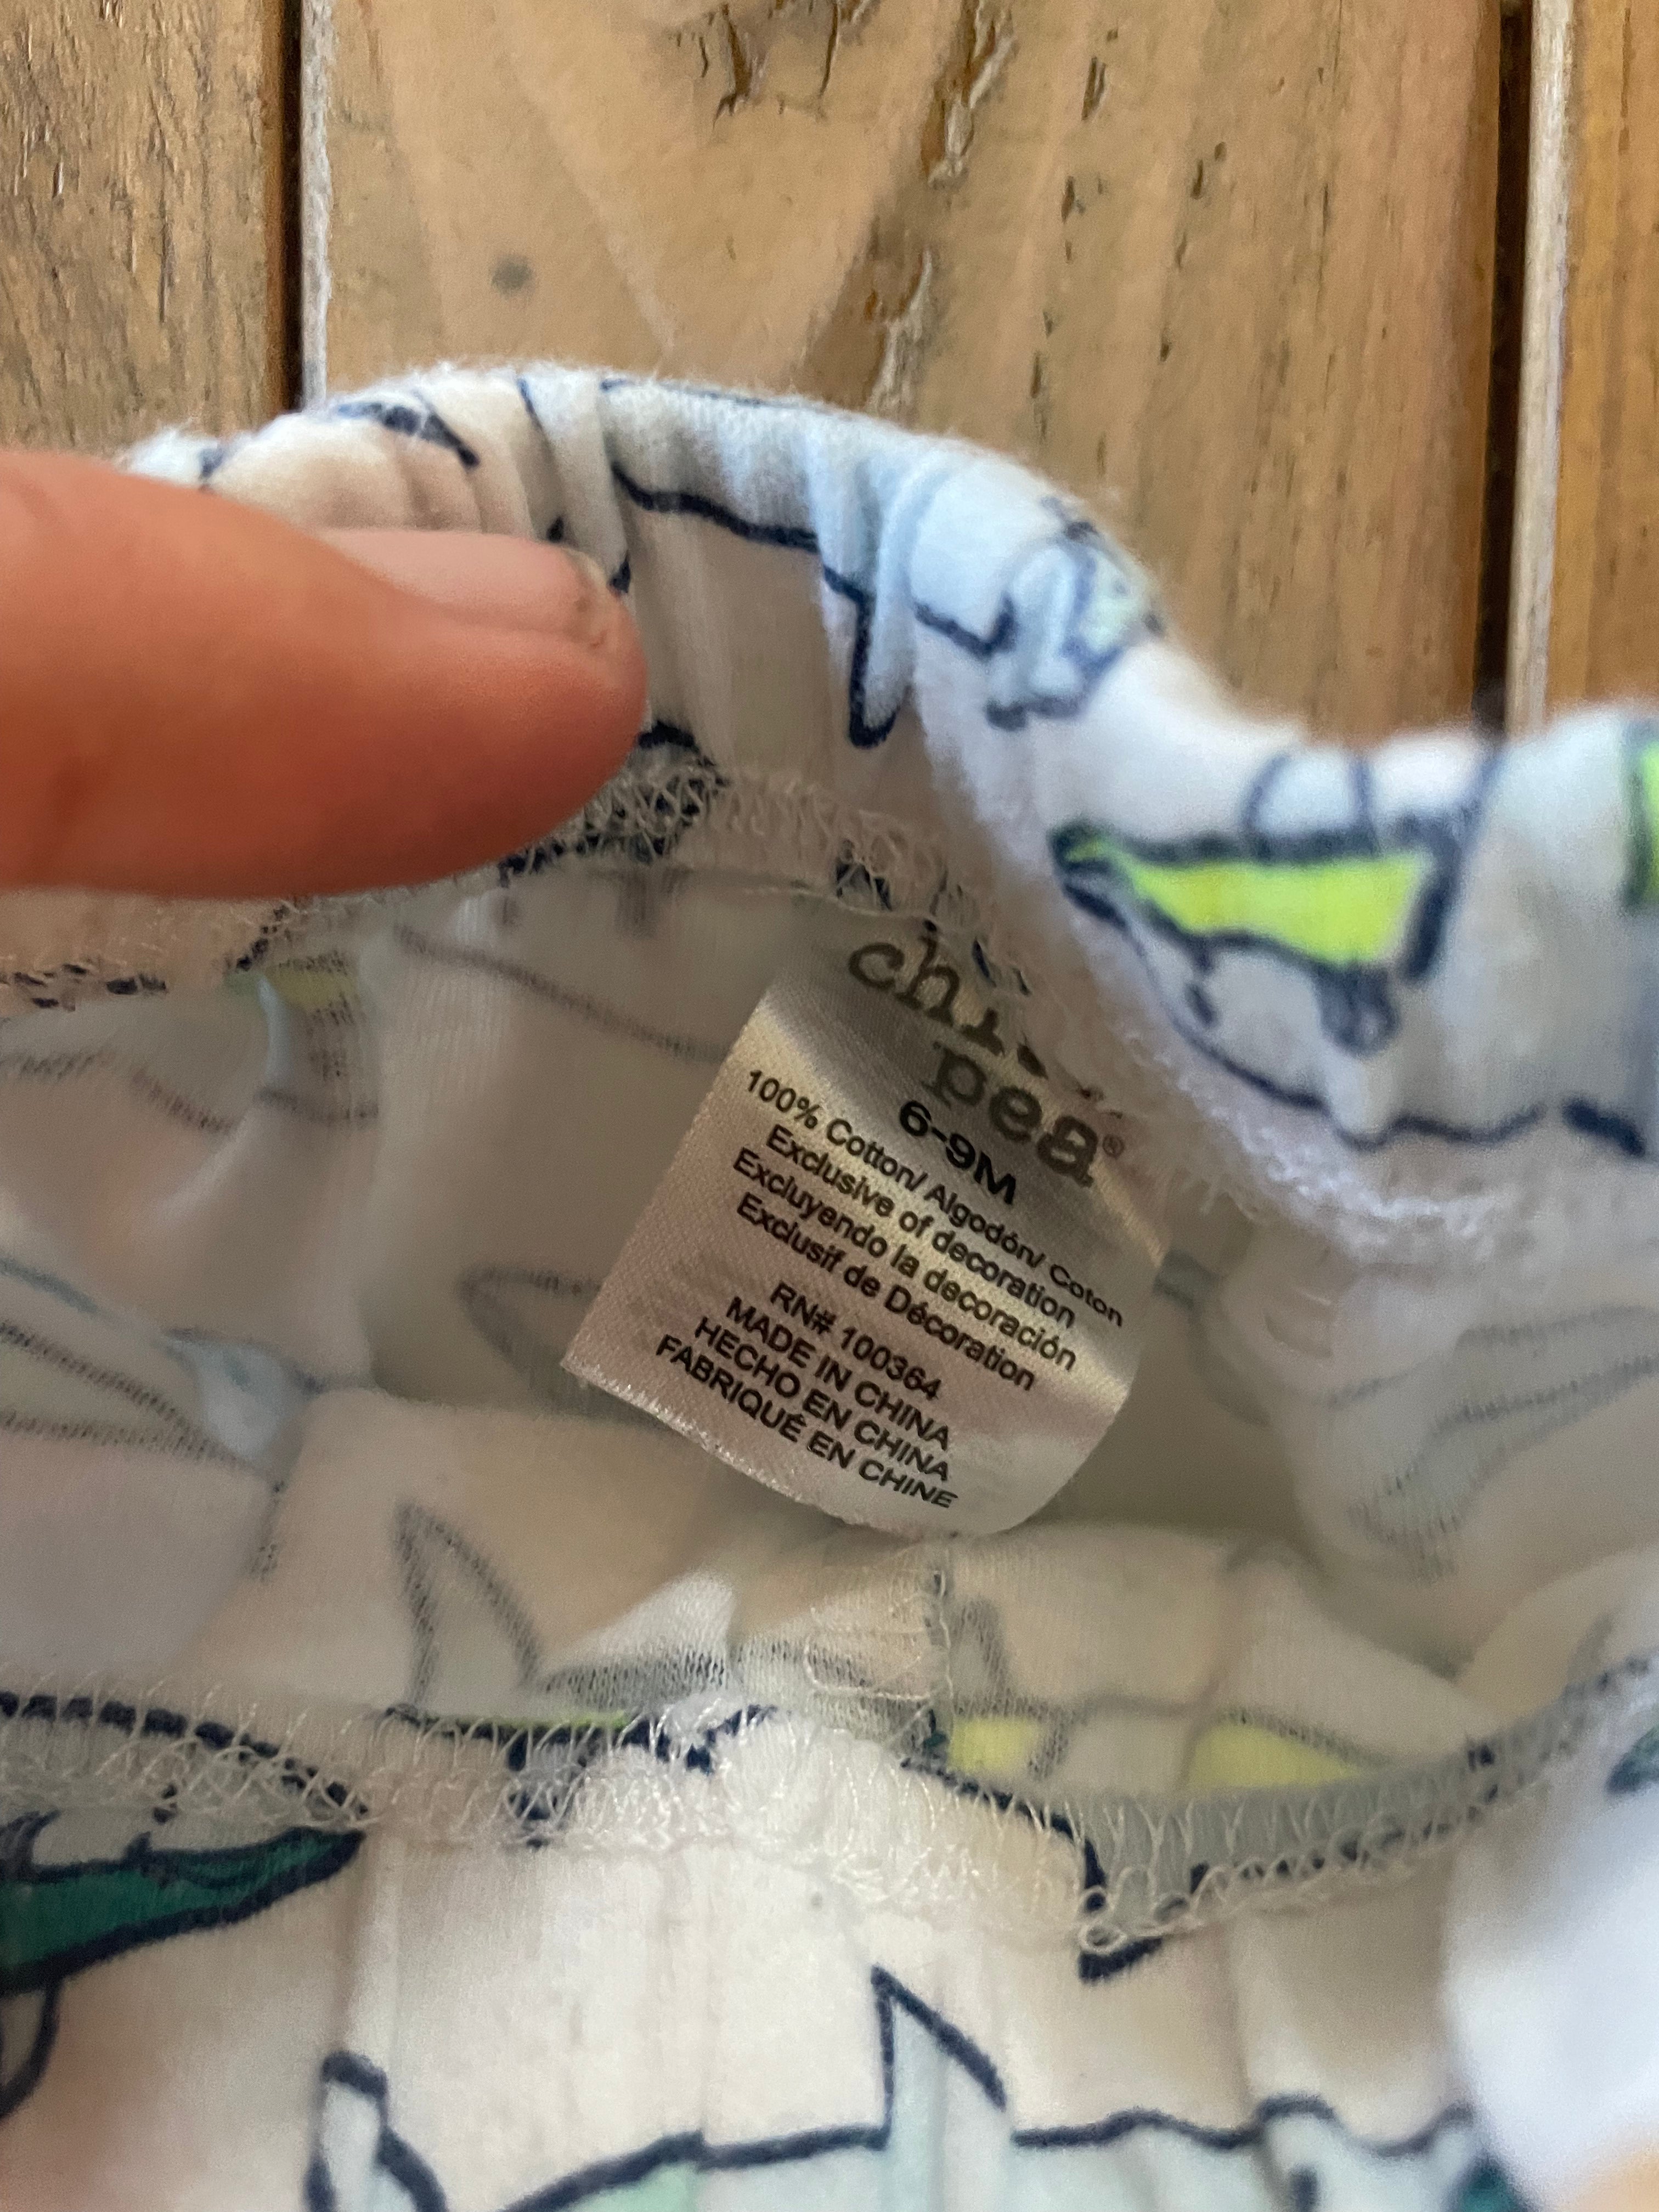 pea®
6-9M
100% Cotton/ Algodón/ Coton
Exclusive of decoration
Excluyendo la decoración
Exclusif de Décoration
RN# 100364
MADE IN CHINA
HECHO EN CHINA
FABRIQUÉ EN CHINE